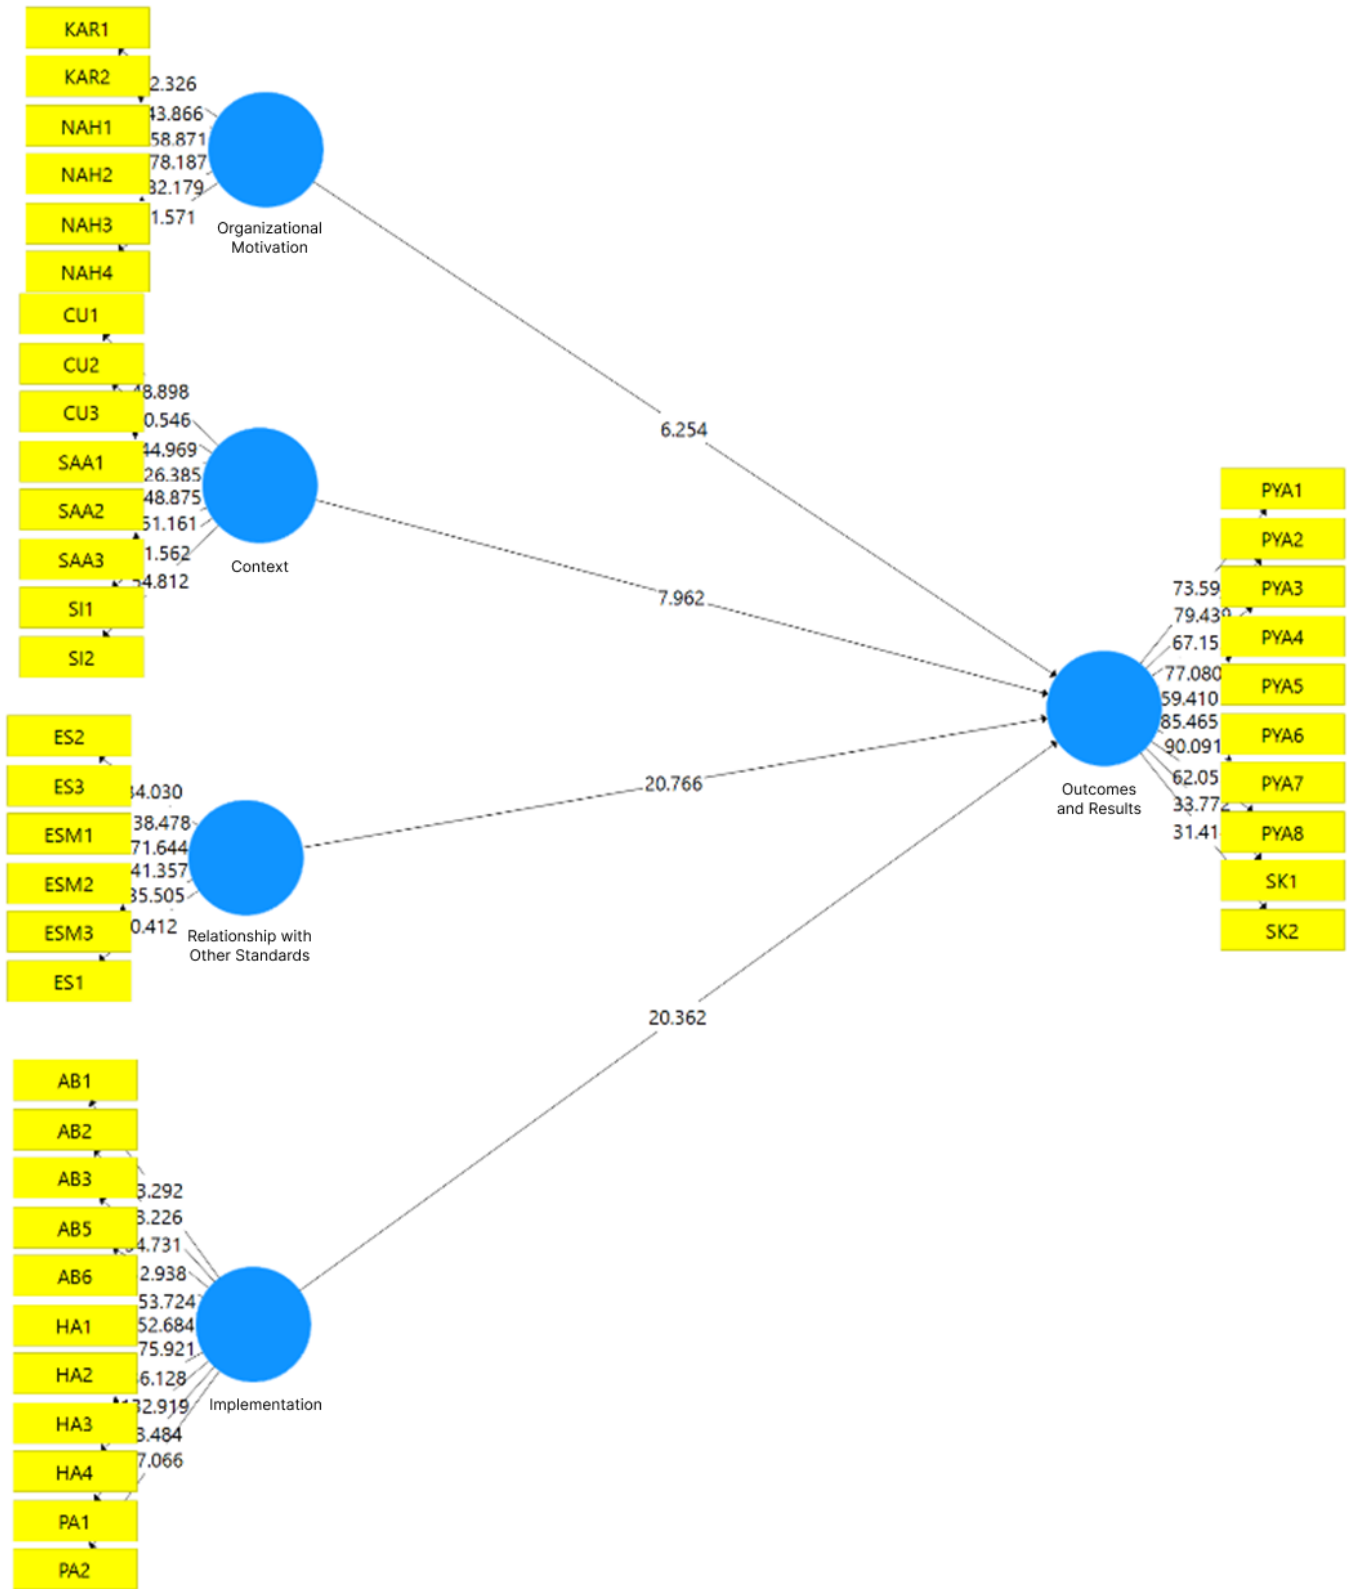 KAR1
KAR2
NAH1
NAH2
NAH3
NAH4
2.326
43.866
58.871
78.187
32.179
1.571
Organizational
Motivation
CU1
CU2
CU3
SAA1
SAA2
SAA3
SI1
SI2
48.898
0.546
44.969
26.385
48.875
51.161
1.562
54.812
Context
ES2
ES3
ESM1
ESM2
ESM3
ES1
34.030
38.478
71.644
41.357
35.505
0.412
Relationship with
Other Standards
AB1
AB2
AB3
AB5
AB6
HA1
HA2
HA3
HA4
PA1
PA2
3.292
3.226
4.731
2.938
53.724
52.684
75.921
6.128
132.919
3.484
7.066
Implementation
6.254
7.962
20.766
20.362
Outcomes
and Results
73.59
79.439
67.15
77.080
59.410
85.465
90.091
62.05
33.772
31.41
PYA1
PYA2
PYA3
PYA4
PYA5
PYA6
PYA7
PYA8
SK1
SK2